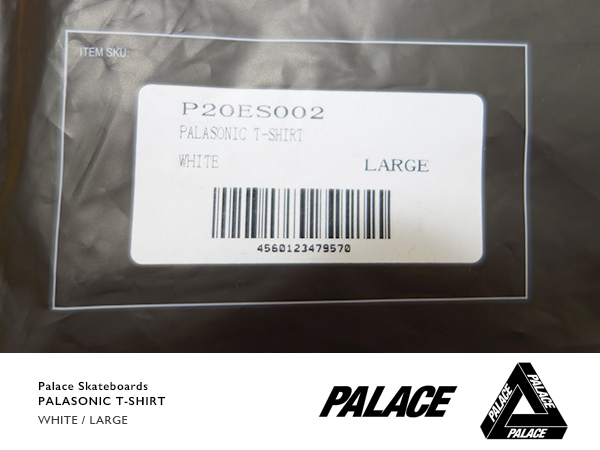 ITEM SKU:
P20ES002
PALASONIC T-SHIRT
WHITE LARGE
4560123479570
Palace Skateboards
PALASONIC T-SHIRT
WHITE / LARGE
PALACE
PALACE
PALACE
PALACE